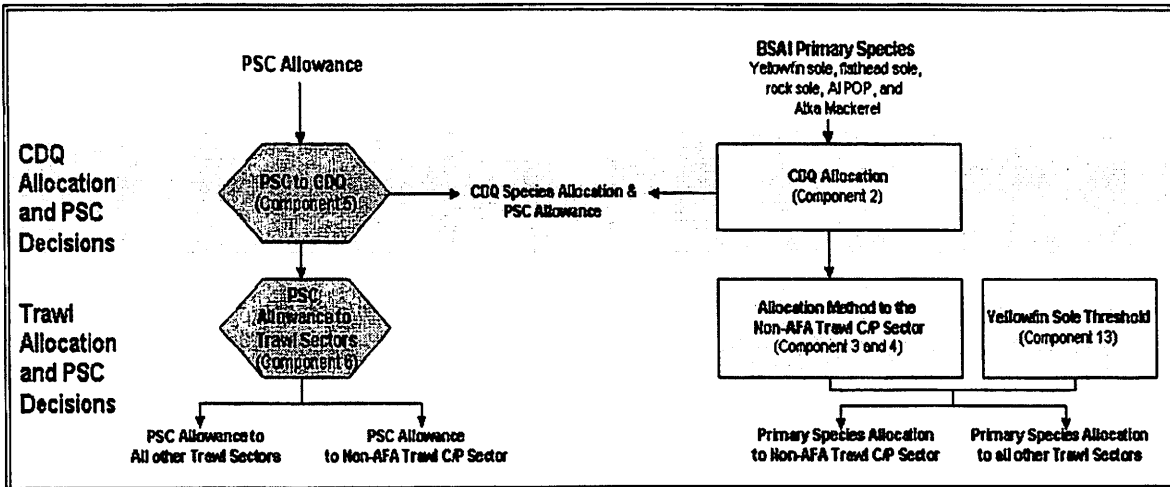 PSC Allowance
BSAI Primary Species
Yellowfin sole, flathead sole,
rock sole, AI POP, and
Atka Mackerel
CDQ
Allocation
and PSC
Decisions
PSC to CDQ
(Component 5)
CDQ Species Allocation &
PSC Allowance
CDQ Allocation
(Component 2)
Trawl
Allocation
and PSC
Decisions
PSC
Allowance to
Trawl Sectors
(Component 6)
Allocation Method to the
Non-AFA Trawl C/P Sector
(Component 3 and 4)
Yellowfin Sole Threshold
(Component 13)
PSC Allowance to
All other Trawl Sectors
PSC Allowance
to Non-AFA Trawl C/P Sector
Primary Species Allocation
to Non-AFA Trawl C/P Sector
Primary Species Allocation
to all other Trawl Sectors